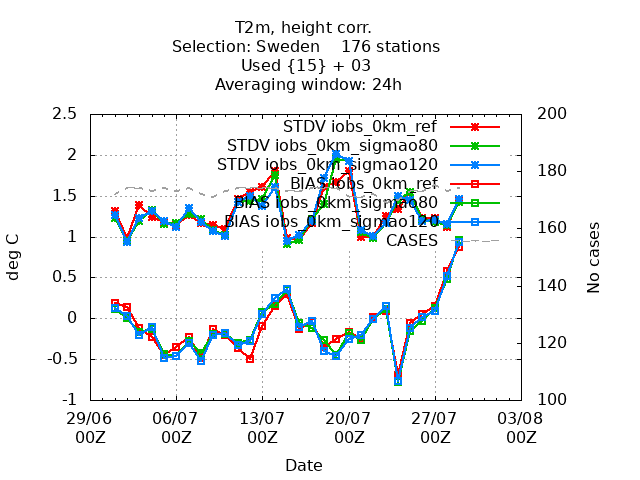 T2m, height corr.
Selection: Sweden    176 stations
Used {15} + 03
Averaging window: 24h
2.5
2
1.5
1
0.5
0
-0.5
-1
deg C
200
180
160
140
120
100
No cases
STDV iobs_0km_ref
STDV iobs_0km_sigmao80
STDV iobs_0km_sigmao120
BIAS iobs_0km_ref
BIAS iobs_0km_sigmao80
BIAS iobs_0km_sigmao120
CASES
29/06 06/07 13/07 20/07 27/07 03/08
00Z 00Z 00Z 00Z 00Z 00Z
Date